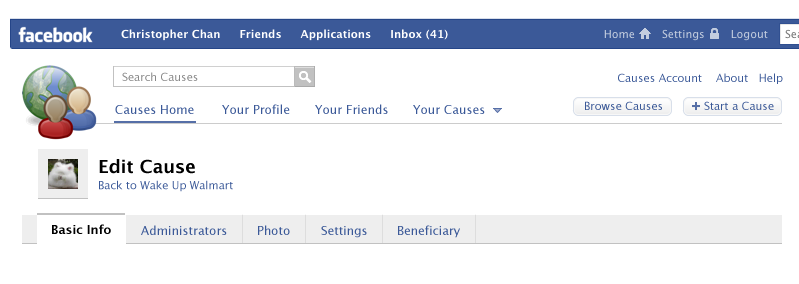 facebook Christopher Chan Friends Applications Inbox (41) Home Settings Logout Sea
Search Causes Causes Account About Help
Causes Home Your Profile Your Friends Your Causes Browse Causes + Start a Cause
Edit Cause
Back to Wake Up Walmart
Basic Info Administrators Photo Settings Beneficiary